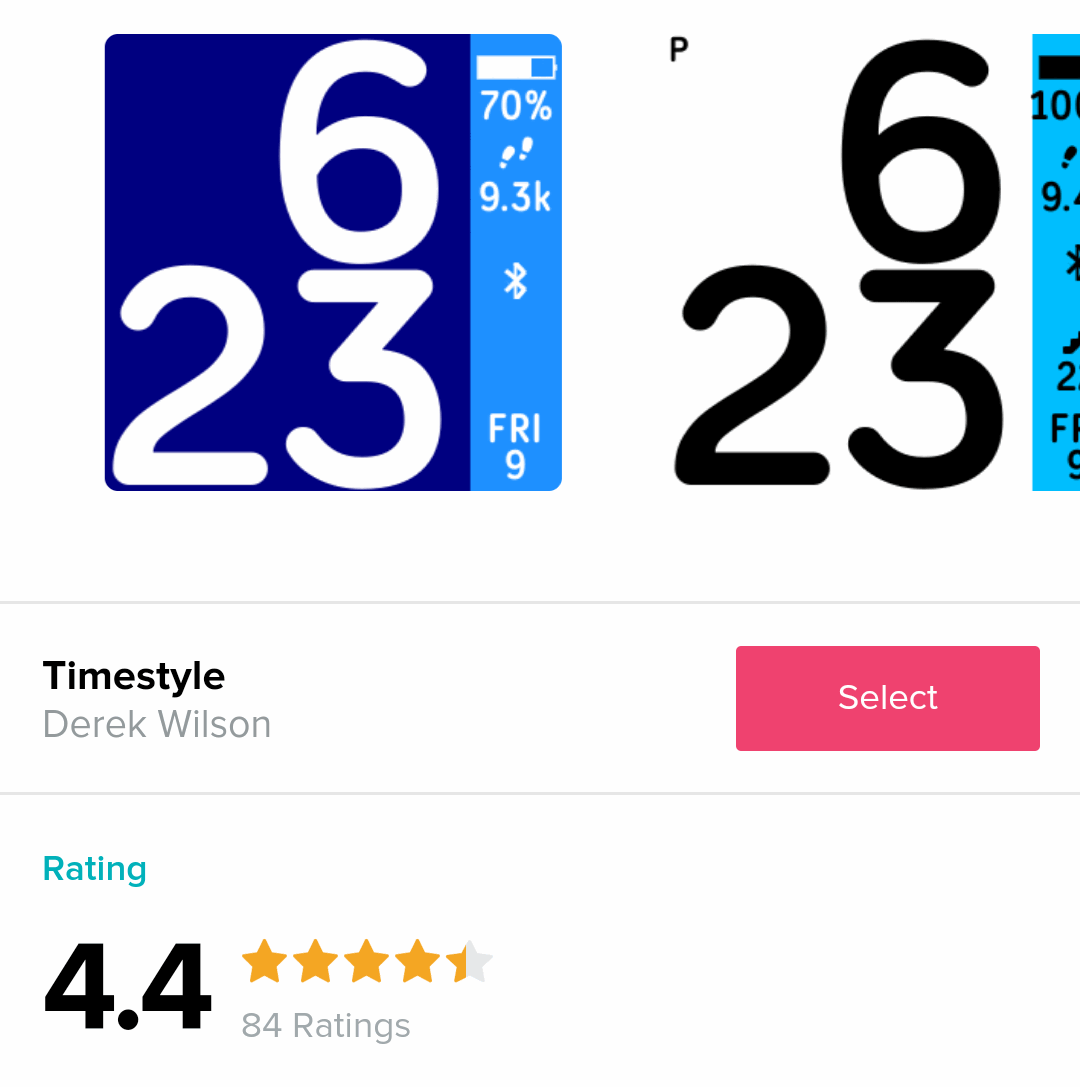 6
23
70%
9.3k
FRI
9
P
6
23
Timestyle
Derek Wilson
Select
Rating
4.4
84 Ratings